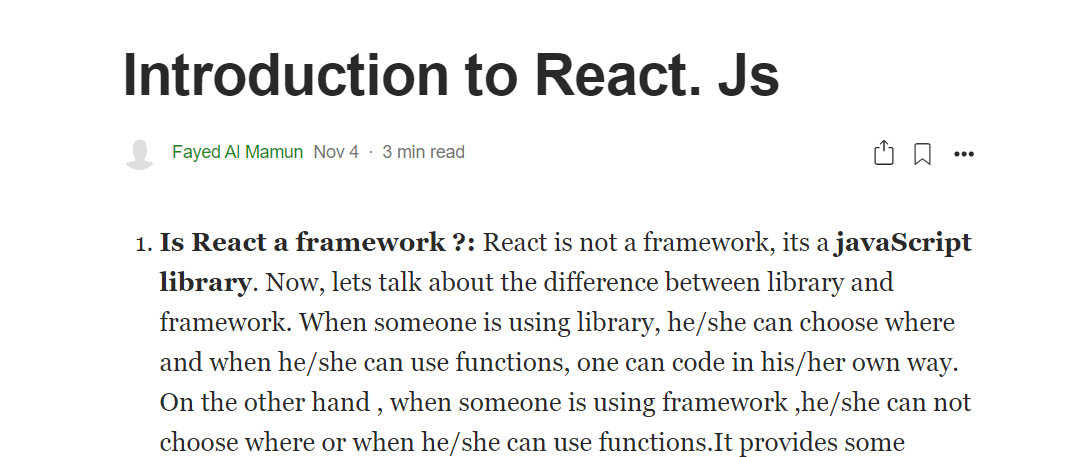 Introduction to React. Js
Fayed Al Mamun Nov 4 · 3 min read
1. Is React a framework ?: React is not a framework, its a javaScript
library. Now, lets talk about the difference between library and
framework. When someone is using library, he/she can choose where
and when he/she can use functions, one can code in his/her own way.
On the other hand , when someone is using framework ,he/she can not
choose where or when he/she can use functions.It provides some